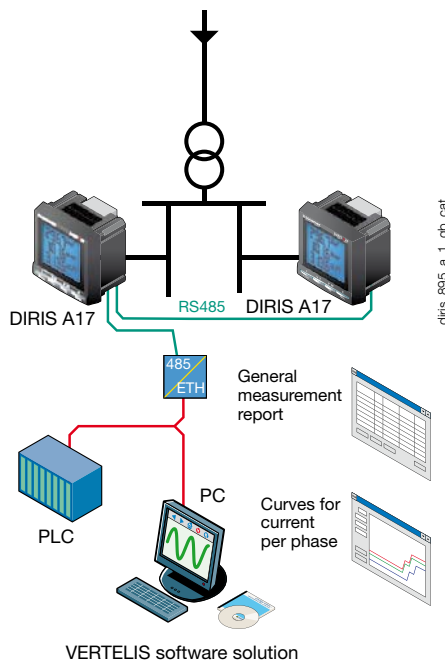 diris_895_a_1_gb_cat
DIRIS A17
RS485
DIRIS A17
485
ETH
General
measurement
report
PLC
PC
Curves for
current
per phase
VERTELIS software solution